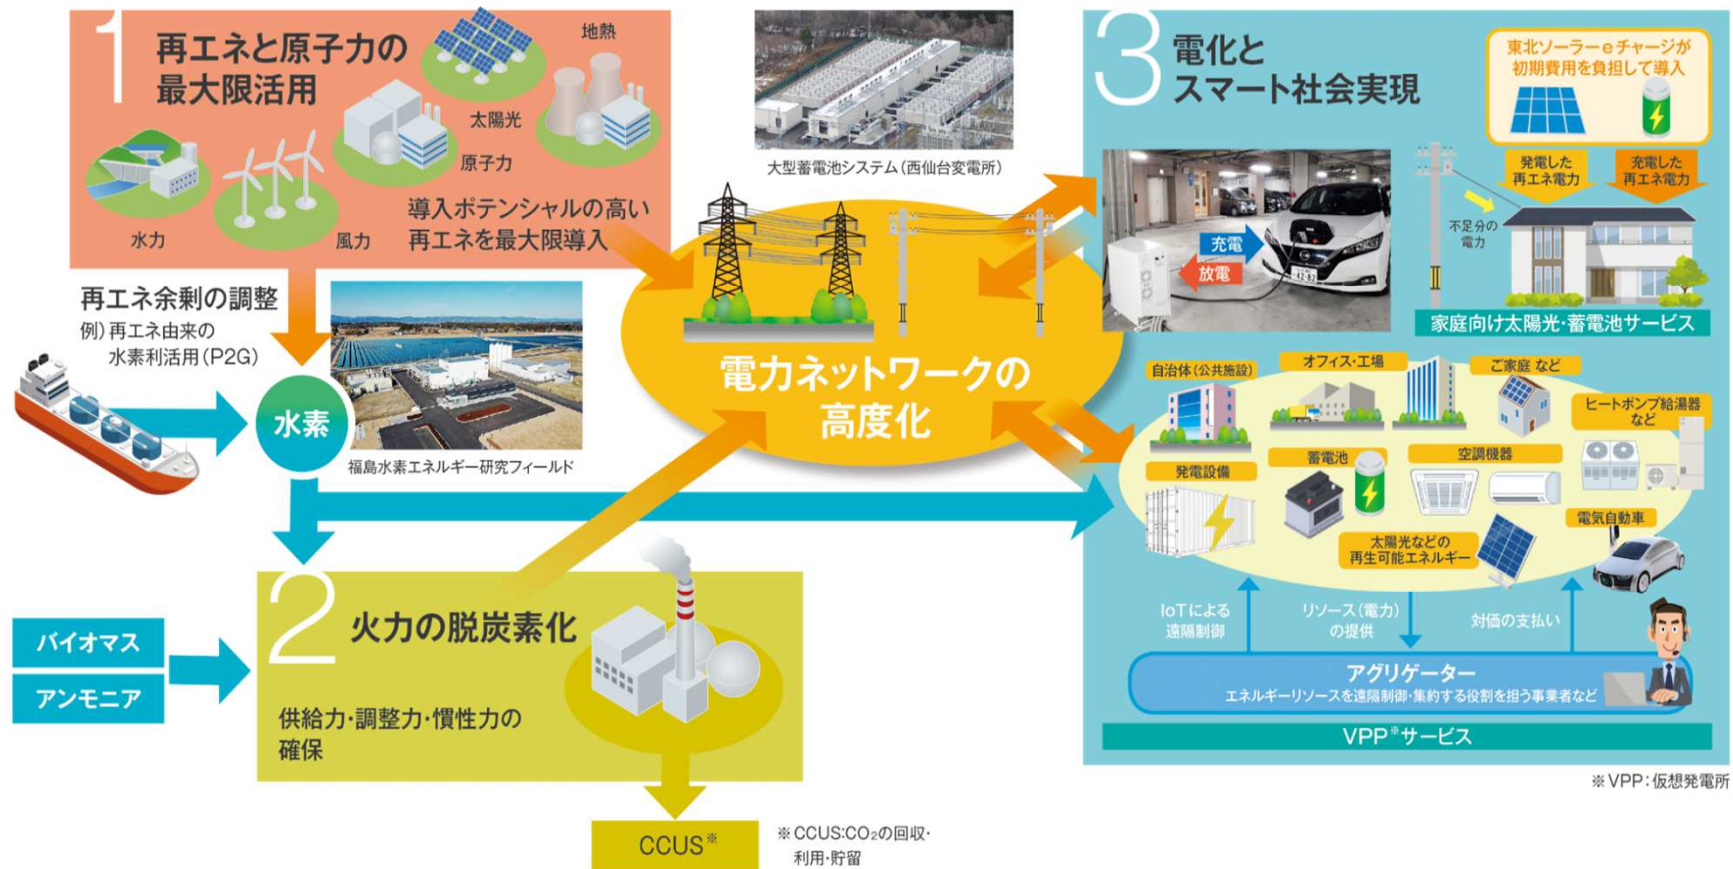 1
再エネと原子力の
最大限活用
地熱
太陽光
原子力
水力
風力
導入ポテンシャルの高い
再エネを最大限導入
再エネ余剰の調整
例)再エネ由来の
水素利活用(P2G)
水素
福島水素エネルギー研究フィールド
大型蓄電池システム(西仙台変電所)
電力ネットワークの
高度化
2
火力の脱炭素化
供給力・調整力・慣性力の
確保
バイオマス
アンモニア
CCUS※
※CCUS:CO₂の回収・
利用・貯留
3
電化と
スマート社会実現
東北ソーラーeチャージが
初期費用を負担して導入
発電した
再エネ電力
充電した
再エネ電力
不足分の
電力
充電
放電
42-82
家庭向け太陽光・蓄電池サービス
自治体(公共施設)
オフィス・工場
ご家庭 など
ヒートポンプ給湯器
など
発電設備
蓄電池
空調機器
太陽光などの
再生可能エネルギー
電気自動車
IoTによる
遠隔制御
リソース(電力)
の提供
対価の支払い
アグリゲーター
エネルギーリソースを遠隔制御・集約する役割を担う事業者など
VPP※サービス
※VPP:仮想発電所